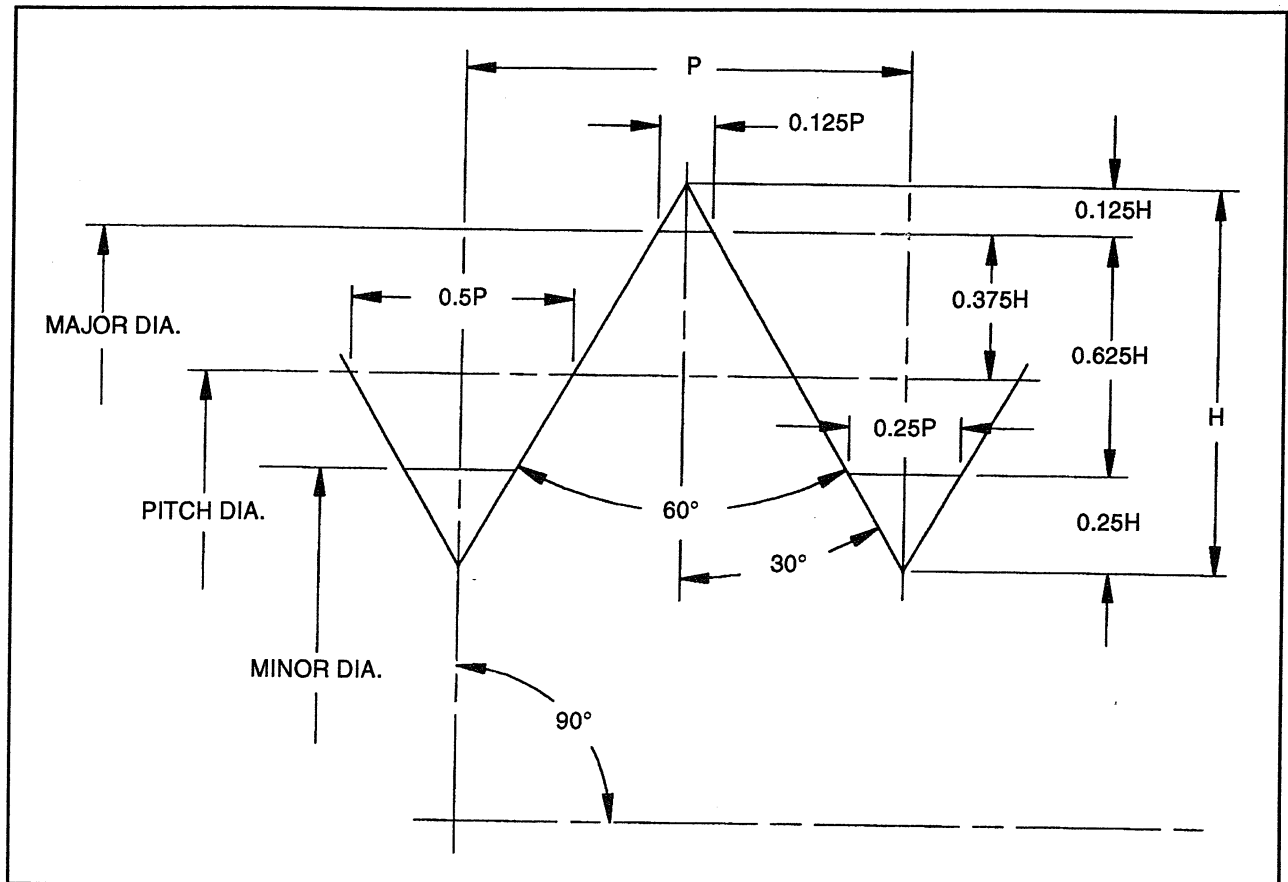 P
0.125P
0.125H
0.5P
0.375H
MAJOR DIA.
0.625H
H
0.25P
PITCH DIA.
60°
0.25H
30°
MINOR DIA.
90°